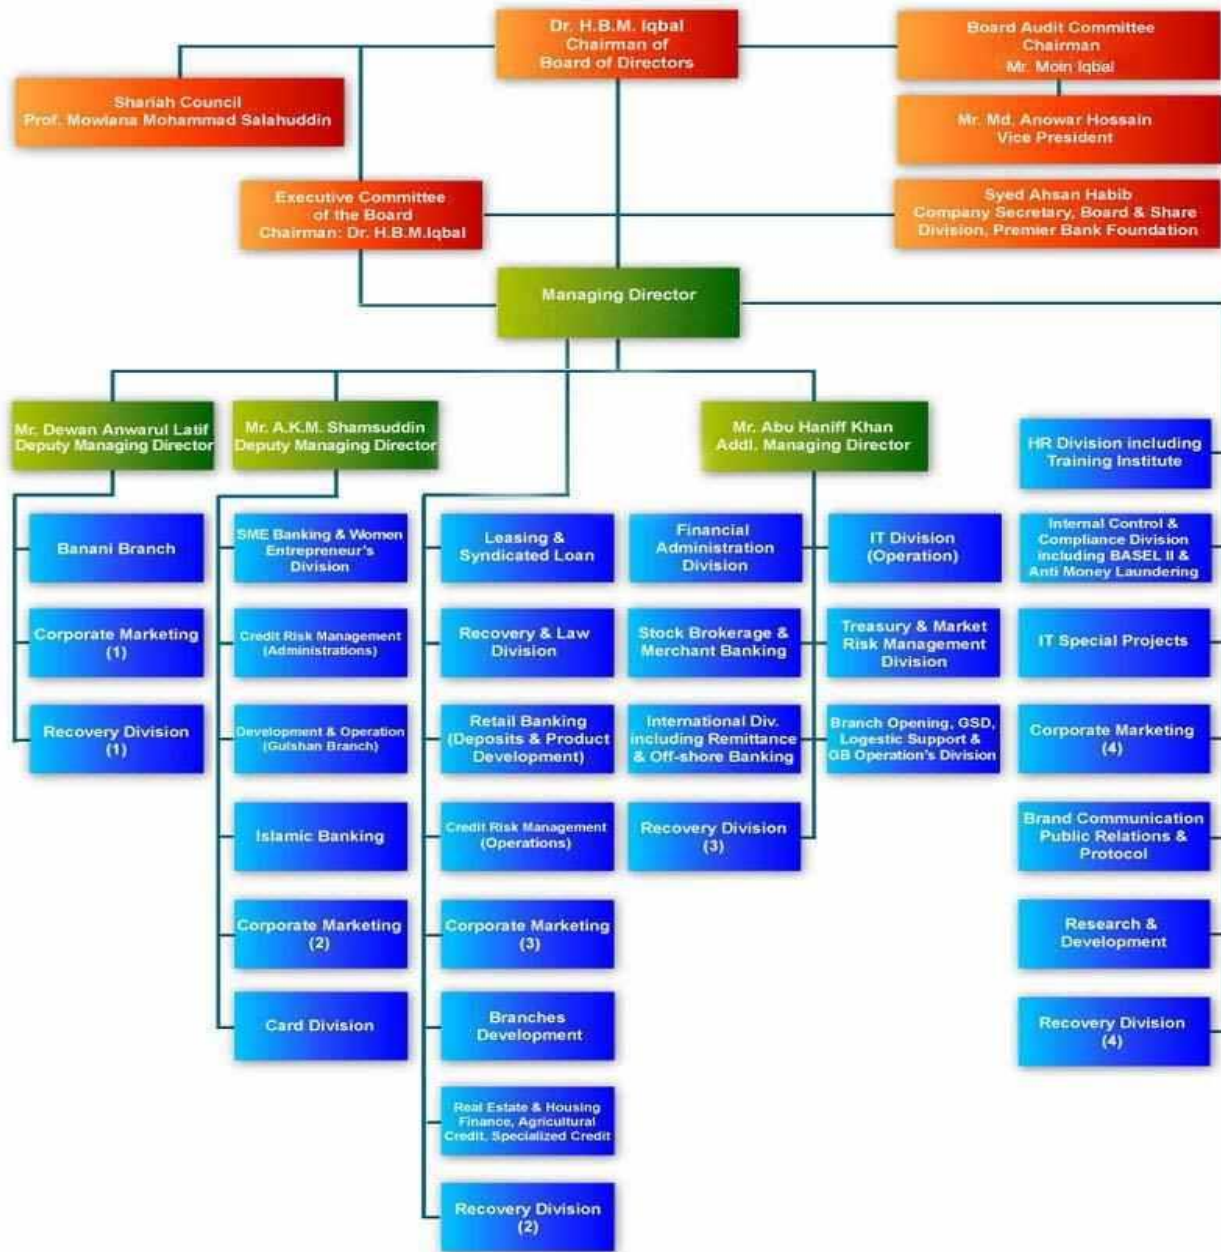 Dr. H.B.M. Iqbal
Chairman of
Board of Directors
Board Audit Committee
Chairman
Mr. Moin Iqbal
Shariah Council
Prof. Mowlana Mohammad Salahuddin
Mr. Md. Anowar Hossain
Vice President
Executive Committee
of the Board
Chairman: Dr. H.B.M.Iqbal
Syed Ahsan Habib
Company Secretary, Board & Share
Division, Premier Bank Foundation
Managing Director
Mr. Dewan Anwarul Latif
Deputy Managing Director
Mr. A.K.M. Shamsuddin
Deputy Managing Director
Mr. Abu Haniff Khan
Addl. Managing Director
Banani Branch
Corporate Marketing
(1)
Recovery Division
(1)
SME Banking & Women
Entrepreneur's
Division
Credit Risk Management
(Administrations)
Development & Operation
(Gulshan Branch)
Islamic Banking
Corporate Marketing
(2)
Card Division
Leasing &
Syndicated Loan
Recovery & Law
Division
Retail Banking
(Deposits & Product
Development)
Credit Risk Management
(Operations)
Corporate Marketing
(3)
Branches
Development
Real Estate & Housing
Finance, Agricultural
Credit, Specialized Credit
Recovery Division
(2)
Financial
Administration
Division
Stock Brokerage &
Merchant Banking
International Div.
including Remittance
& Off-shore Banking
Recovery Division
(3)
IT Division
(Operation)
Treasury & Market
Risk Management
Division
Branch Opening, GSD,
Logestic Support &
GB Operation's Division
HR Division including
Training Institute
Internal Control &
Compliance Division
including BASEL II &
Anti Money Laundering
IT Special Projects
Corporate Marketing
(4)
Brand Communication
Public Relations &
Protocol
Research &
Development
Recovery Division
(4)